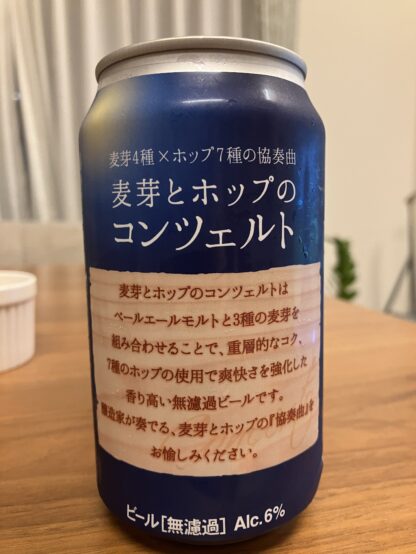 麦芽4種×ホップ7種の協奏曲
麦芽とホップの
コンツェルト
麦芽とホップのコンツェルトは
ペールエールモルトと3種の麦芽を
組み合わせることで、重層的なコク、
7種のホップの使用で爽快さを強化した
香り高い無濾過ビールです。
醸造家が奏でる、麦芽とホップの『協奏曲』を
お愉しみください。
ビール[無濾過] Alc.6%